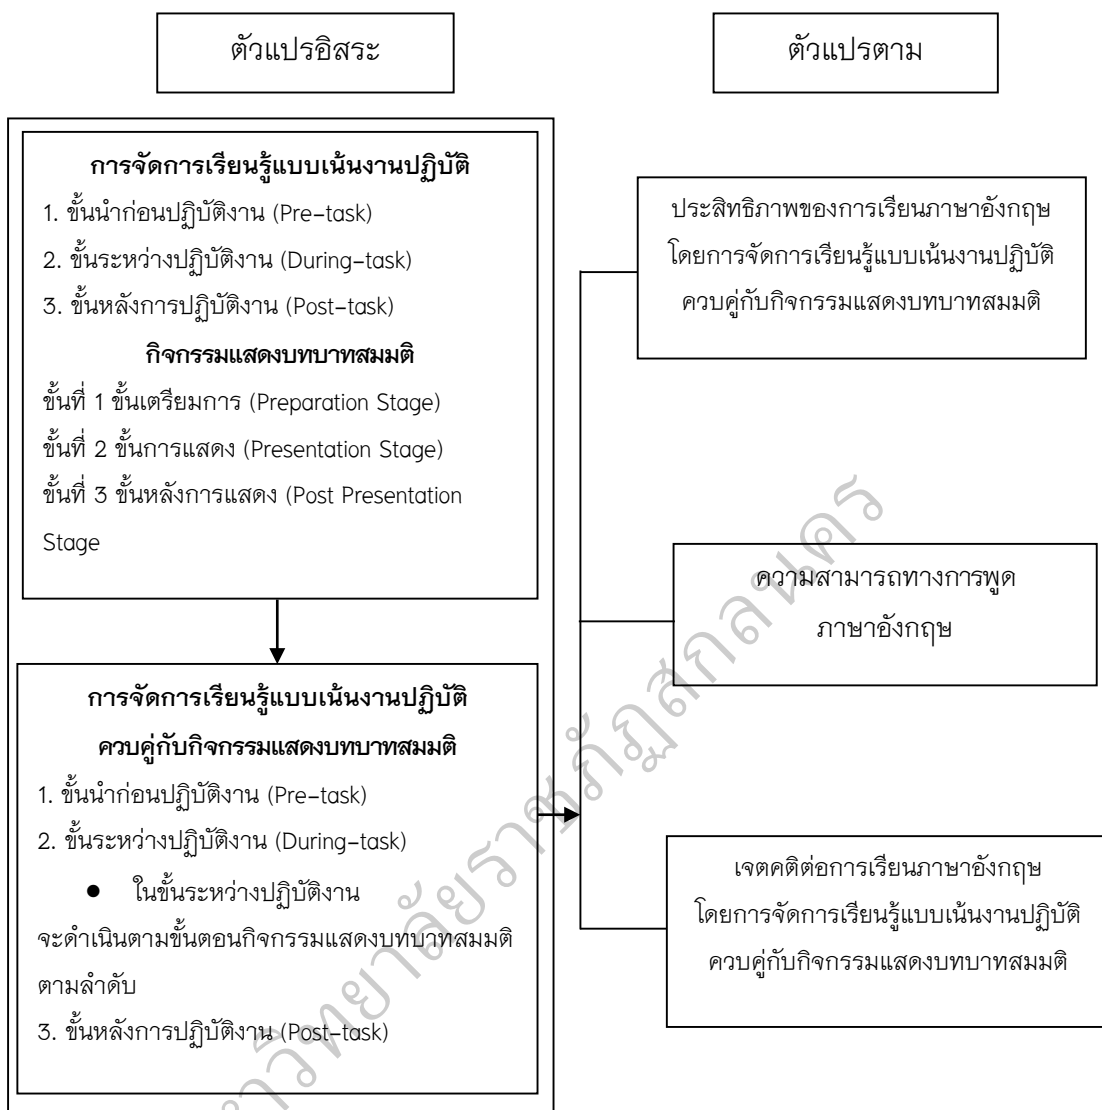 ตัวแปรอิสระ
ตัวแปรตาม
การจัดการเรียนรู้แบบเน้นงานปฏิบัติ
1. ขั้นนำก่อนปฏิบัติงาน (Pre–task)
2. ขั้นระหว่างปฏิบัติงาน (During–task)
3. ขั้นหลังการปฏิบัติงาน (Post–task)
กิจกรรมแสดงบทบาทสมมติ
ขั้นที่ 1 ขั้นเตรียมการ (Preparation Stage)
ขั้นที่ 2 ขั้นการแสดง (Presentation Stage)
ขั้นที่ 3 ขั้นหลังการแสดง (Post Presentation
Stage
การจัดการเรียนรู้แบบเน้นงานปฏิบัติ
ควบคู่กับกิจกรรมแสดงบทบาทสมมติ
1. ขั้นนำก่อนปฏิบัติงาน (Pre–task)
2. ขั้นระหว่างปฏิบัติงาน (During–task)
● ในขั้นระหว่างปฏิบัติงาน
จะดำเนินตามขั้นตอนกิจกรรมแสดงบทบาทสมมติ
ตามลำดับ
3. ขั้นหลังการปฏิบัติงาน (Post–task)
ประสิทธิภาพของการเรียนภาษาอังกฤษ
โดยการจัดการเรียนรู้แบบเน้นงานปฏิบัติ
ควบคู่กับกิจกรรมแสดงบทบาทสมมติ
ความสามารถทางการพูด
ภาษาอังกฤษ
เจตคติต่อการเรียนภาษาอังกฤษ
โดยการจัดการเรียนรู้แบบเน้นงานปฏิบัติ
ควบคู่กับกิจกรรมแสดงบทบาทสมมติ
วิทยาลัยราชภัฏสกลนคร